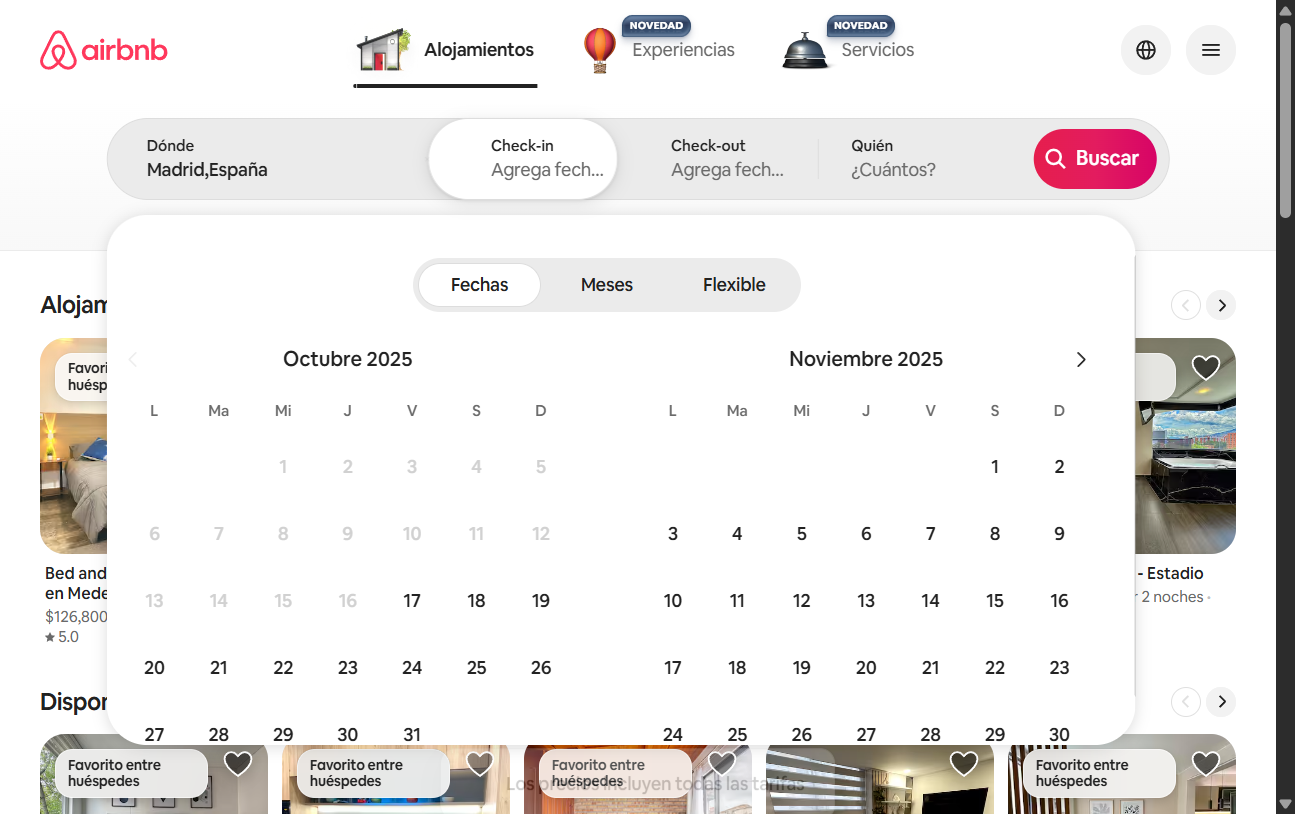 airbnb
Alojamientos
NOVEDAD
Experiencias
NOVEDAD
Servicios
Dónde
Madrid,España
Check-in
Agrega fech...
Check-out
Agrega fech...
Quién
¿Cuántos?
Buscar
Fechas
Meses
Flexible
Alojam
Favori
huésp
Octubre 2025
L Ma Mi J V S D
1 2 3 4 5
6 7 8 9 10 11 12
13 14 15 16 17 18 19
20 21 22 23 24 25 26
27 28 29 30 31
Noviembre 2025
L Ma Mi J V S D
1 2
3 4 5 6 7 8 9
10 11 12 13 14 15 16
17 18 19 20 21 22 23
24 25 26 27 28 29 30
Bed and
en Mede
$126,800
5.0
- Estadio
2 noches ·
Dispon
Favorito entre
huéspedes
Favorito entre
huéspedes
Favorito entre
huéspedes
Los precios incluyen todas las tarifas
Favorito entre
huéspedes